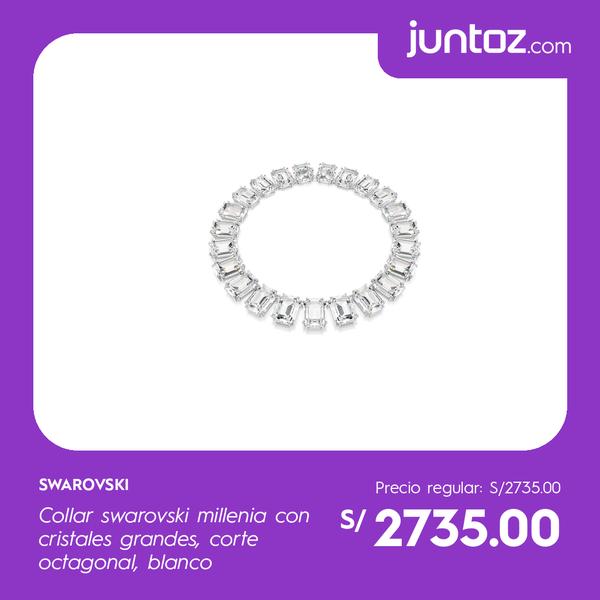 juntoz.com
SWAROVSKI
Collar swarovski millenia con
cristales grandes, corte
octagonal, blanco
Precio regular: S/2735.00
S/ 2735.00